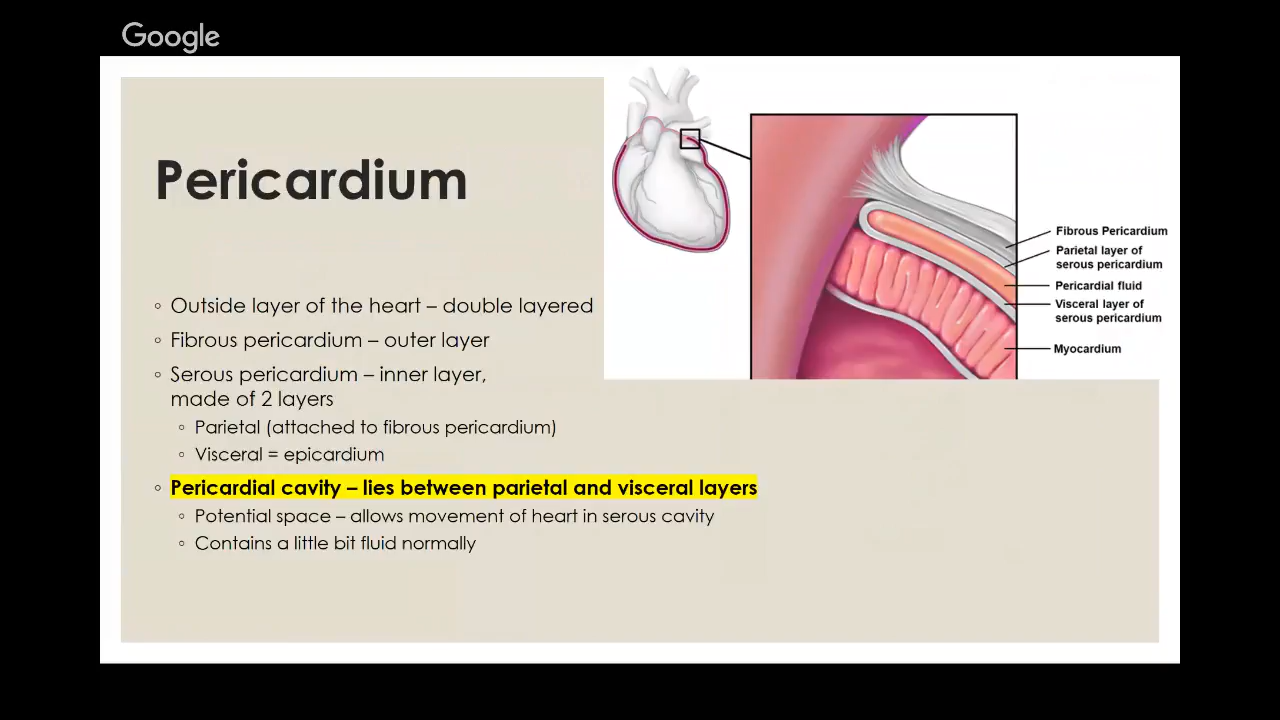 Google
Pericardium
◦ Outside layer of the heart – double layered
◦ Fibrous pericardium – outer layer
◦ Serous pericardium – inner layer,
made of 2 layers
◦ Parietal (attached to fibrous pericardium)
◦ Visceral = epicardium
◦ Pericardial cavity – lies between parietal and visceral layers
◦ Potential space – allows movement of heart in serous cavity
◦ Contains a little bit fluid normally
Fibrous Pericardium
Parietal layer of
serous pericardium
Pericardial fluid
Visceral layer of
serous pericardium
Myocardium